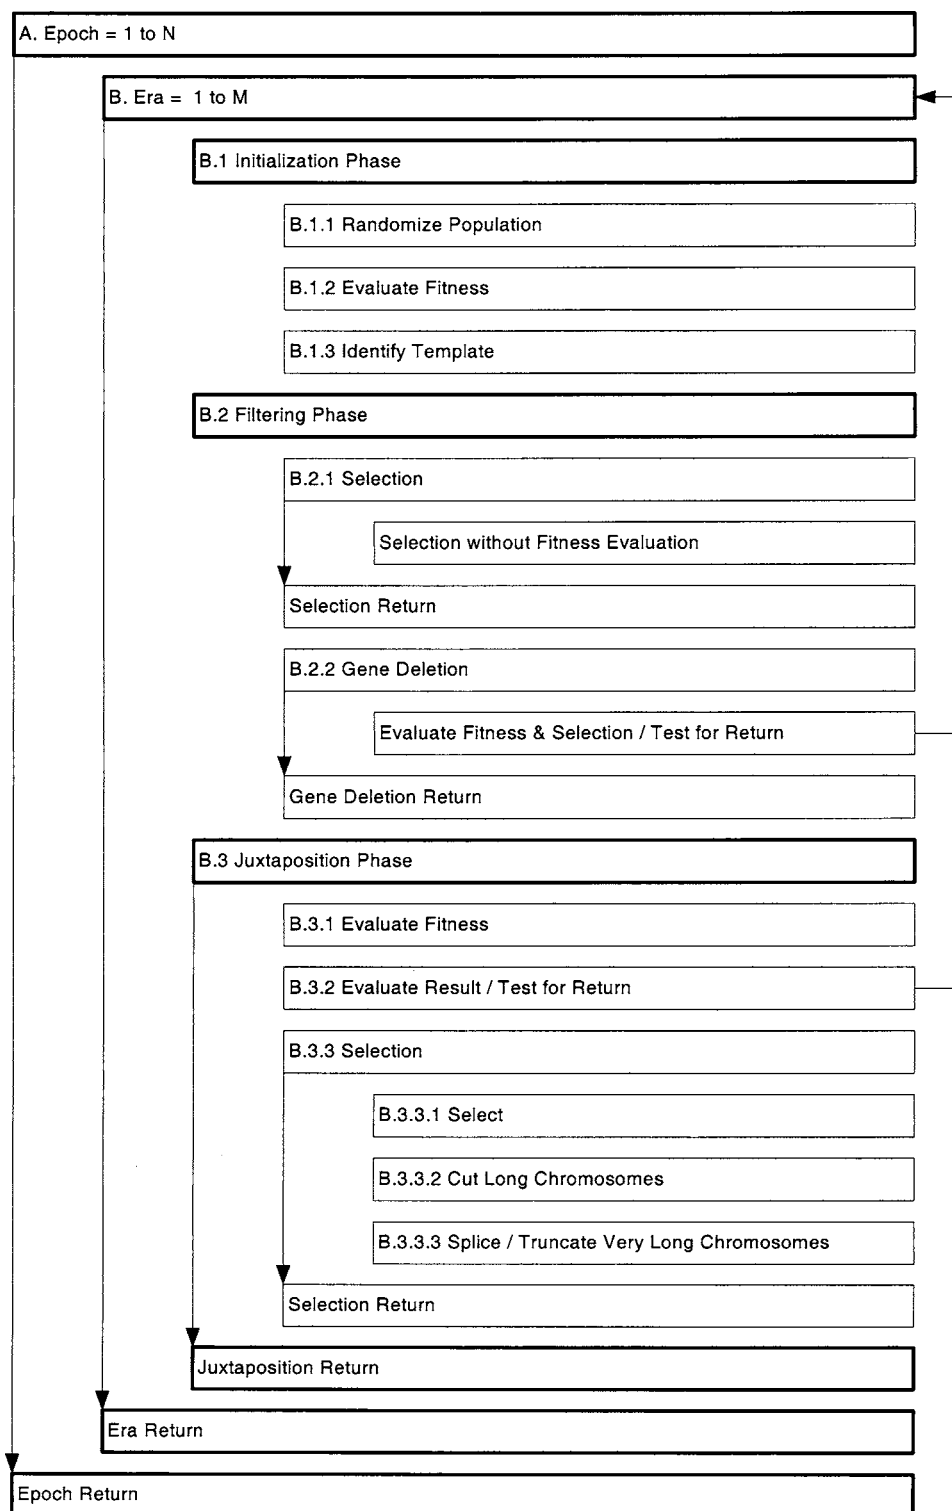 A. Epoch = 1 to N
B. Era = 1 to M
B.1 Initialization Phase
B.1.1 Randomize Population
B.1.2 Evaluate Fitness
B.1.3 Identify Template
B.2 Filtering Phase
B.2.1 Selection
Selection without Fitness Evaluation
Selection Return
B.2.2 Gene Deletion
Evaluate Fitness & Selection / Test for Return
Gene Deletion Return
B.3 Juxtaposition Phase
B.3.1 Evaluate Fitness
B.3.2 Evaluate Result / Test for Return
B.3.3 Selection
B.3.3.1 Select
B.3.3.2 Cut Long Chromosomes
B.3.3.3 Splice / Truncate Very Long Chromosomes
Selection Return
Juxtaposition Return
Era Return
Epoch Return